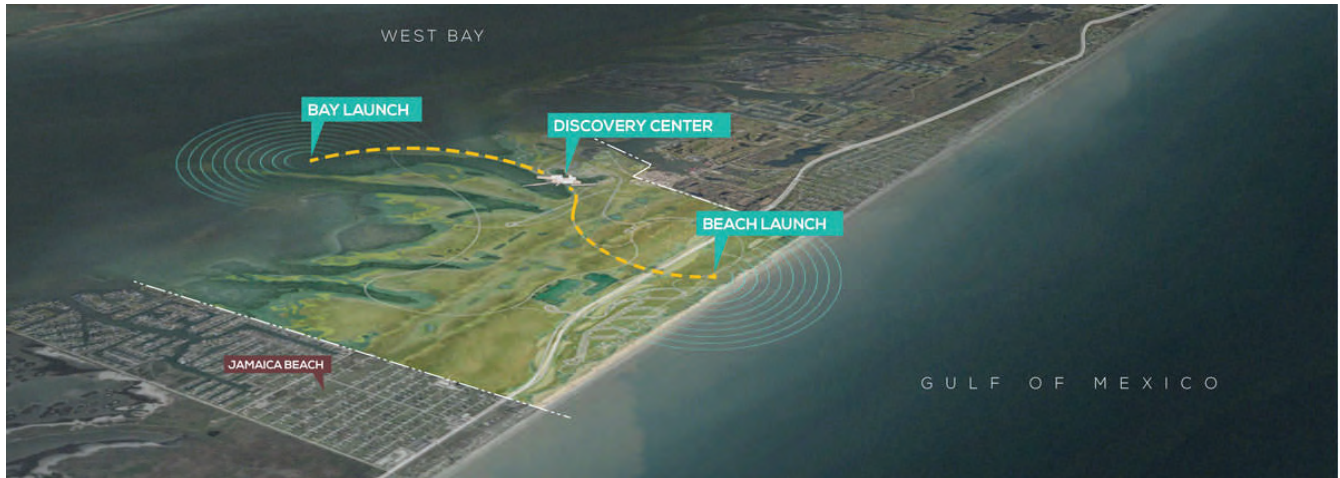 WEST BAY
BAY LAUNCH
DISCOVERY CENTER
BEACH LAUNCH
JAMAICA BEACH
GULF OF MEXICO